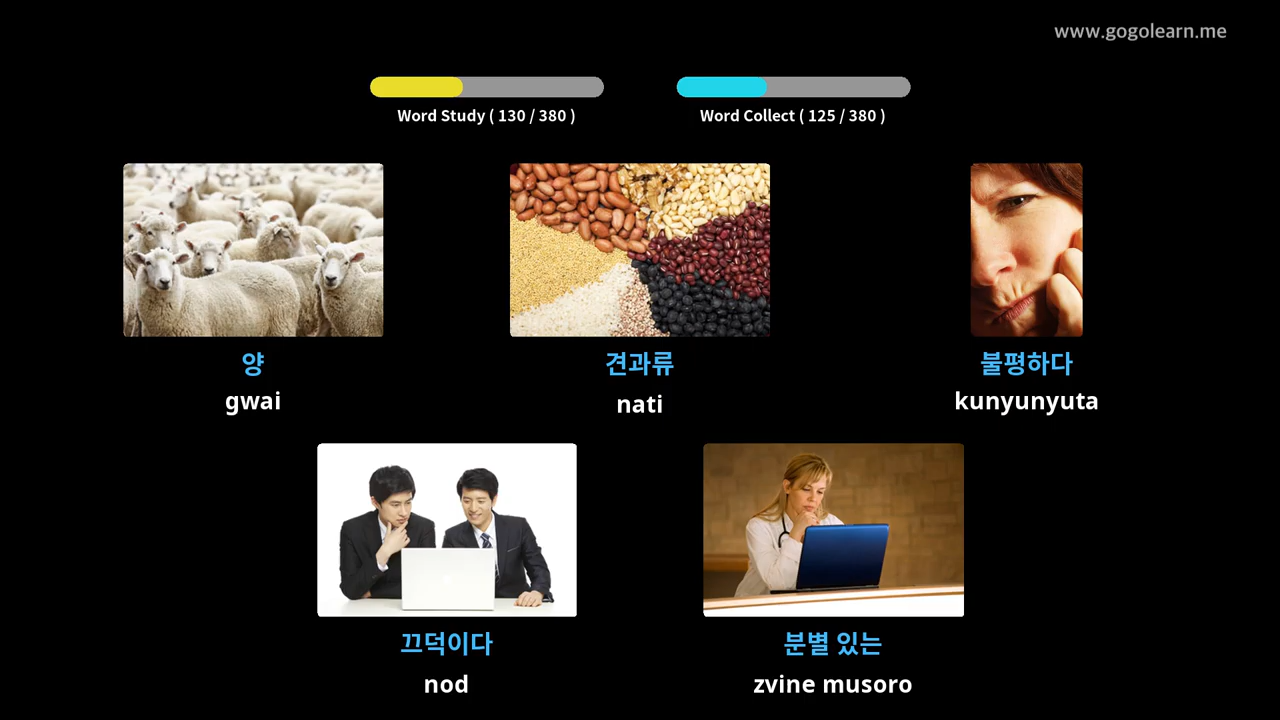 www.gogolearn.me
Word Study ( 130 / 380 )
Word Collect ( 125 / 380 )
양
gwai
견과류
nati
불평하다
kunyunyuta
끄덕이다
nod
분별 있는
zvine musoro